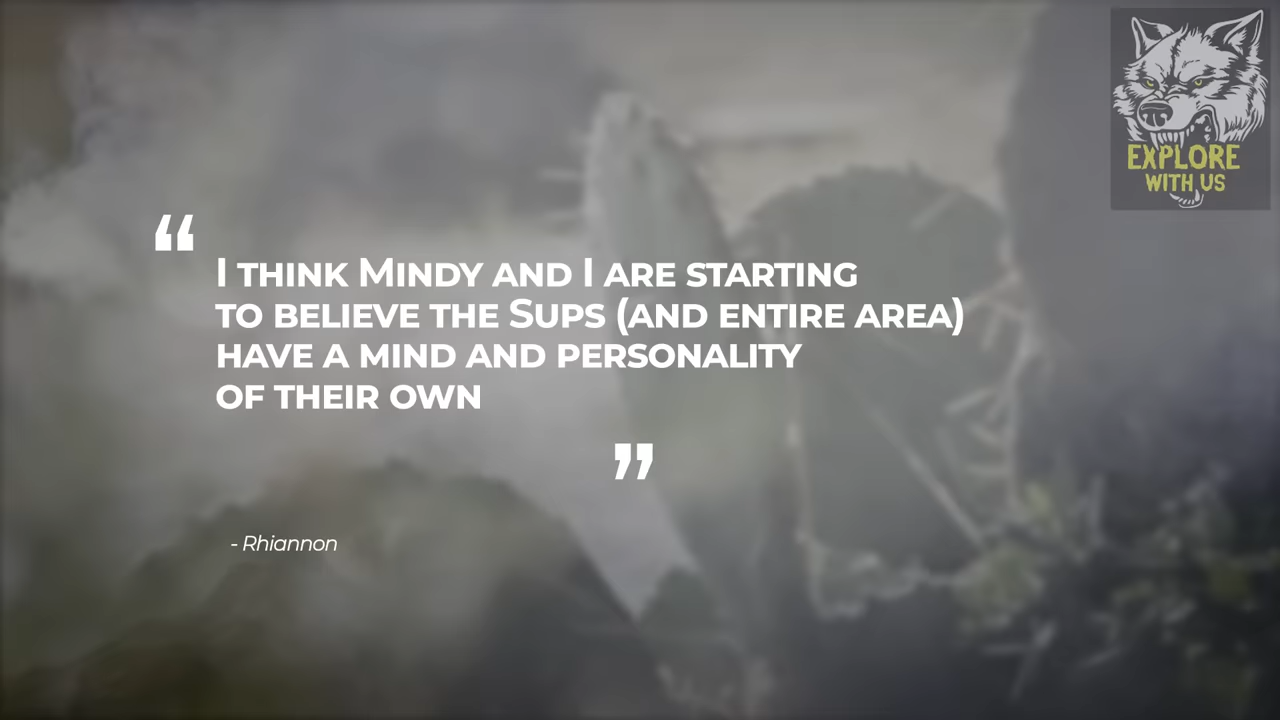 EXPLORE
WITH US
“
I THINK MINDY AND I ARE STARTING
TO BELIEVE THE SUPS (AND ENTIRE AREA)
HAVE A MIND AND PERSONALITY
OF THEIR OWN
”
- Rhiannon